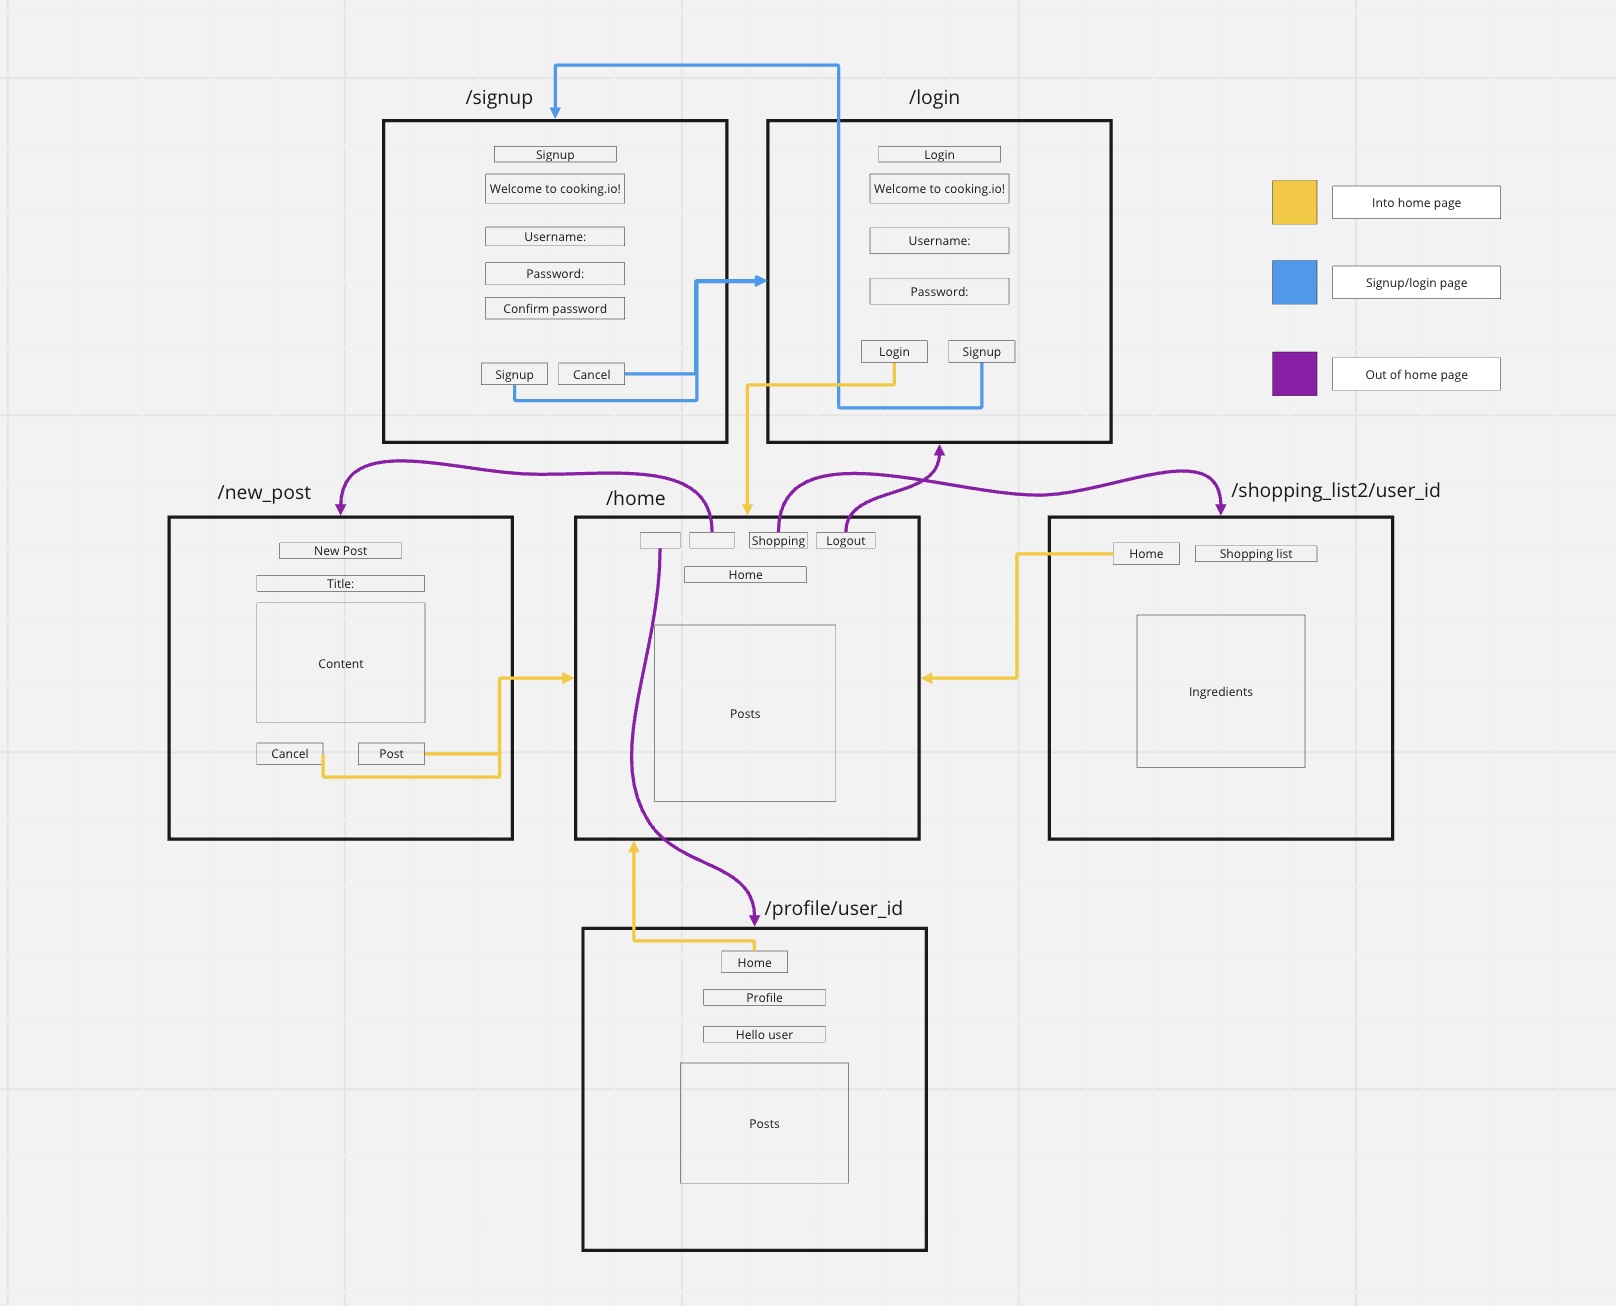 /signup
Signup
Welcome to cooking.io!
Username:
Password:
Confirm password
Signup
Cancel
/login
Login
Welcome to cooking.io!
Username:
Password:
Login
Signup
Into home page
Signup/login page
Out of home page
/new_post
New Post
Title:
Content
Cancel
Post
/home
Shopping
Logout
Home
Posts
/shopping_list2/user_id
Home
Shopping list
Ingredients
/profile/user_id
Home
Profile
Hello user
Posts